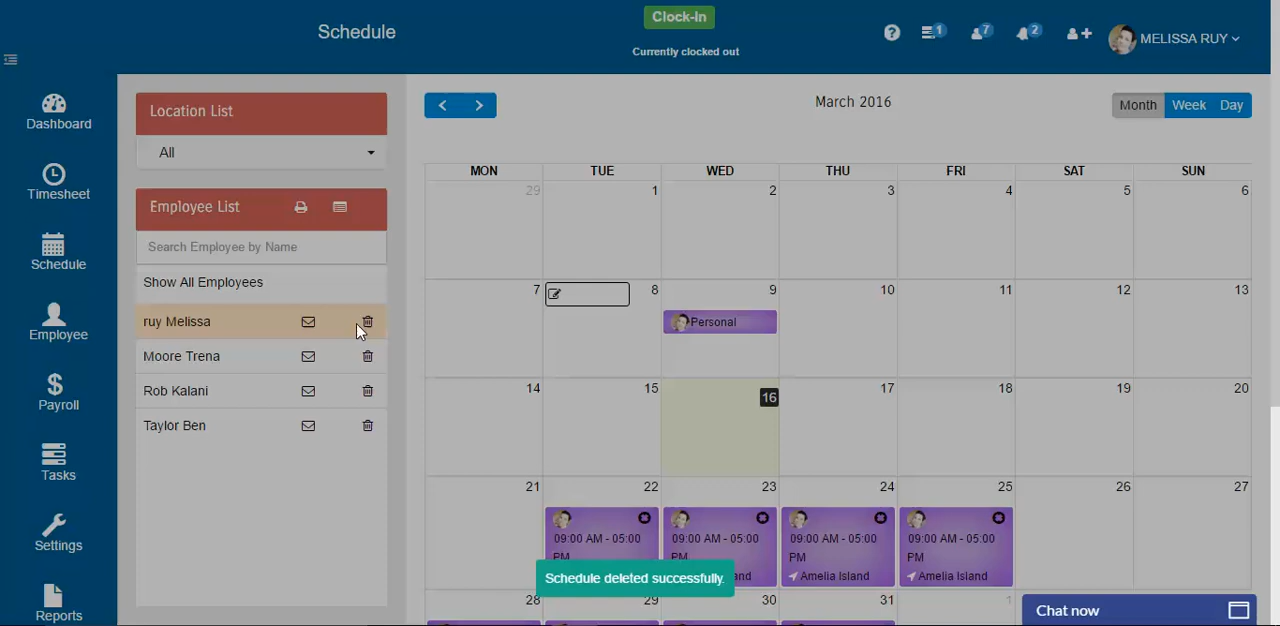 Clock-In
Schedule
Currently clocked out
1
7
2
MELISSA RUY
Dashboard
Timesheet
Schedule
Employee
Payroll
Tasks
Settings
Reports
Location List
All
Employee List
Search Employee by Name
Show All Employees
ruy Melissa
Moore Trena
Rob Kalani
Taylor Ben
March 2016
Month Week Day
MON TUE WED THU FRI SAT SUN
29 1 2 3 4 5 6
7 8 9 10 11 12 13
Personal
14 15 16 17 18 19 20
21 22 23 24 25 26 27
09:00 AM - 05:00 09:00 AM - 05:00 09:00 AM - 05:00 09:00 AM - 05:00
PM PM PM PM
Amelia Island Amelia Island
Schedule deleted successfully.
28 29 30 31 1
Chat now